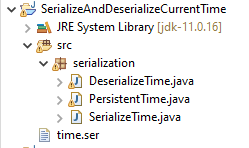 SerializeAndDeserializeCurrentTime
JRE System Library [jdk-11.0.16]
src
serialization
DeserializeTime.java
PersistentTime.java
SerializeTime.java
time.ser